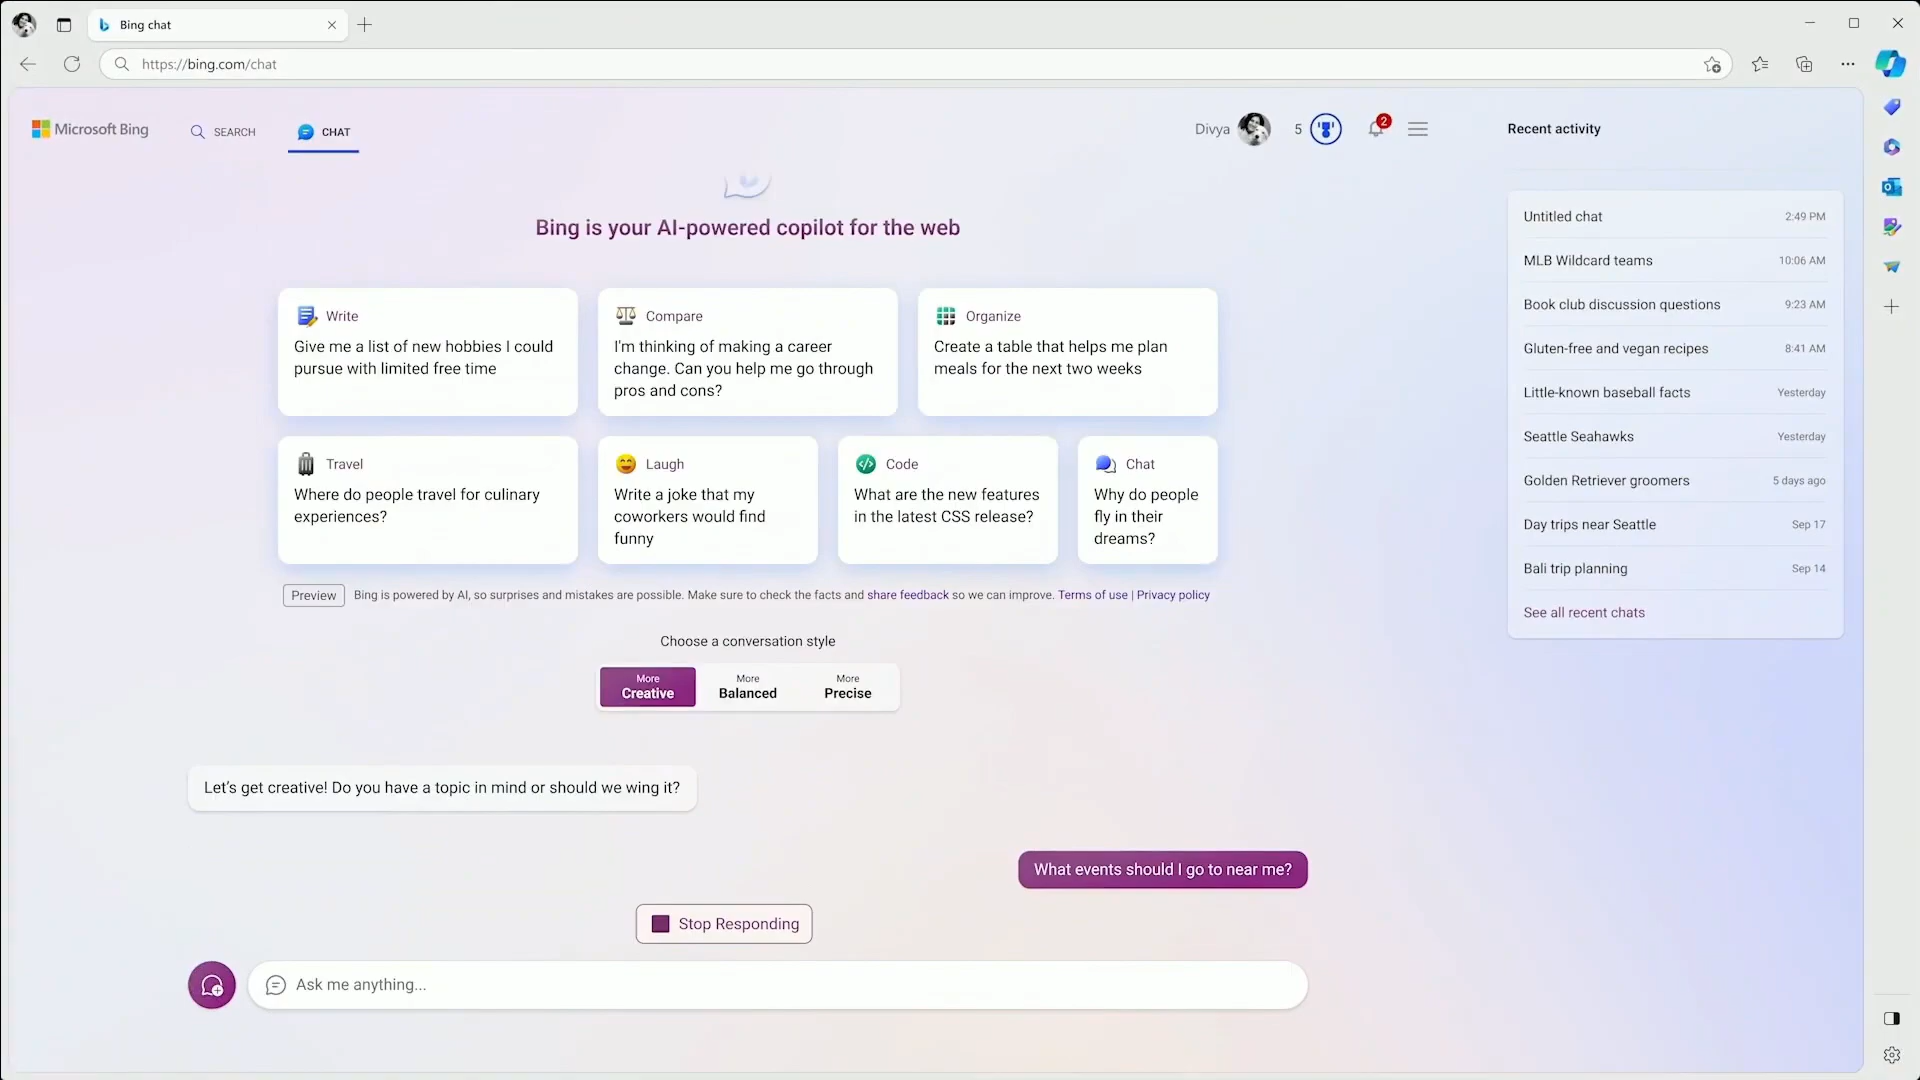 Bing chat
https://bing.com/chat
Microsoft Bing
SEARCH
CHAT
Divya
5
2
Recent activity
Bing is your AI-powered copilot for the web
Write
Give me a list of new hobbies I could
pursue with limited free time
Compare
I'm thinking of making a career
change. Can you help me go through
pros and cons?
Organize
Create a table that helps me plan
meals for the next two weeks
Travel
Where do people travel for culinary
experiences?
Laugh
Write a joke that my
coworkers would find
funny
Code
What are the new features
in the latest CSS release?
Chat
Why do people
fly in their
dreams?
Preview
Bing is powered by AI, so surprises and mistakes are possible. Make sure to check the facts and share feedback so we can improve. Terms of use | Privacy policy
Choose a conversation style
More
Creative
More
Balanced
More
Precise
Let’s get creative! Do you have a topic in mind or should we wing it?
What events should I go to near me?
Stop Responding
Ask me anything...
Untitled chat 2:49 PM
MLB Wildcard teams 10:06 AM
Book club discussion questions 9:23 AM
Gluten-free and vegan recipes 8:41 AM
Little-known baseball facts Yesterday
Seattle Seahawks Yesterday
Golden Retriever groomers 5 days ago
Day trips near Seattle Sep 17
Bali trip planning Sep 14
See all recent chats